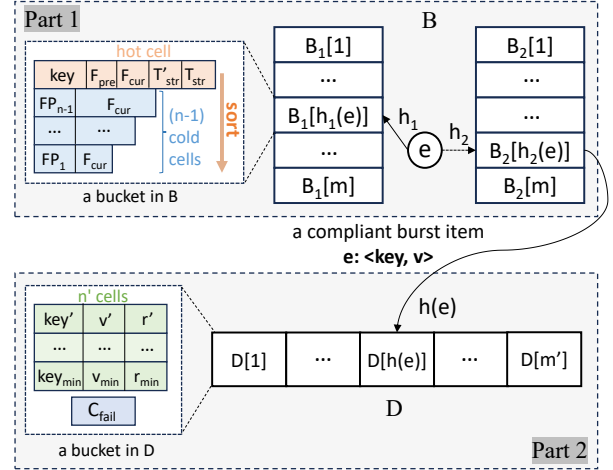 Part 1
B
hot cell
key F_pre F_cur T'_str T_str
FP_n-1 F_cur
... ...
FP_1 F_cur
(n-1)
cold
cells
sort
a bucket in B
B_1[1]
...
B_1[h_1(e)]
...
B_1[m]
h_1
e
h_2
B_2[1]
...
B_2[h_2(e)]
B_2[m]
a compliant burst item
e: <key, v>
h(e)
n' cells
key' v' r'
... ... ...
key_min v_min r_min
C_fail
a bucket in D
D[1] ... D[h(e)] ... D[m']
D
Part 2